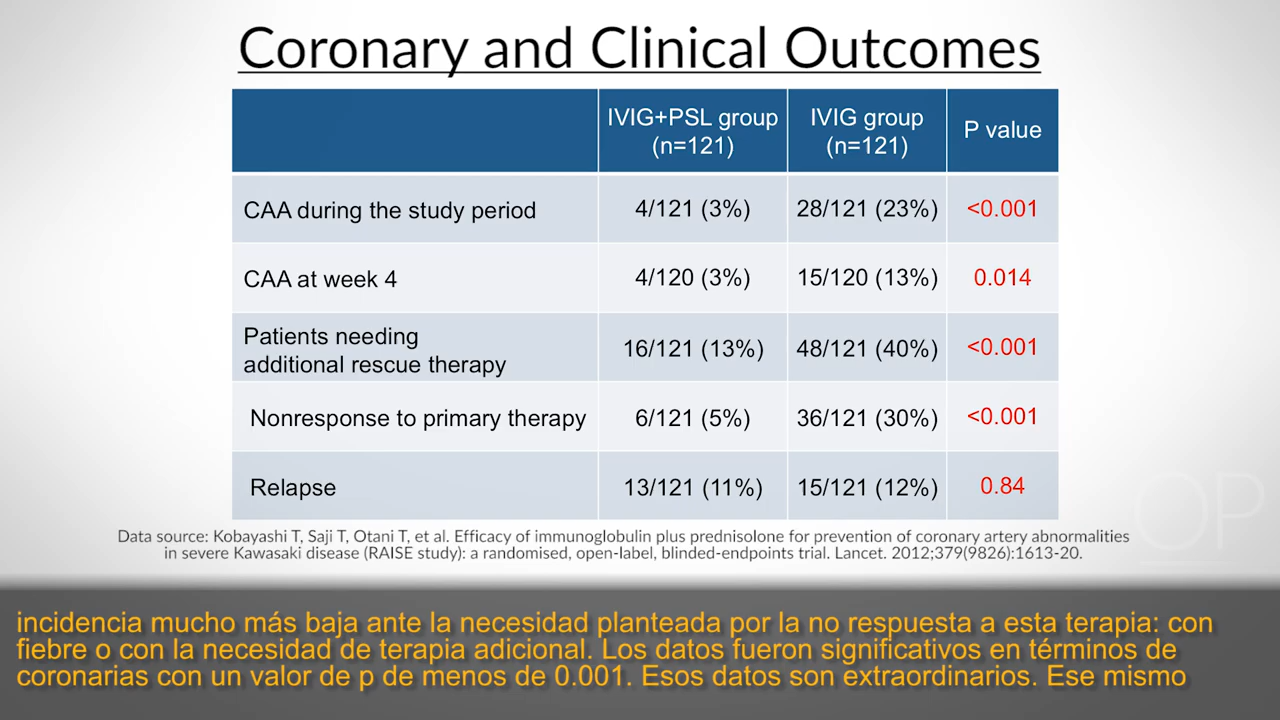 Coronary and Clinical Outcomes
IVIG+PSL group
(n=121)
IVIG group
(n=121)
P value
CAA during the study period
4/121 (3%)
28/121 (23%)
<0.001
CAA at week 4
4/120 (3%)
15/120 (13%)
0.014
Patients needing
additional rescue therapy
16/121 (13%)
48/121 (40%)
<0.001
Nonresponse to primary therapy
6/121 (5%)
36/121 (30%)
<0.001
Relapse
13/121 (11%)
15/121 (12%)
0.84
OP
Data source: Kobayashi T, Saji T, Otani T, et al. Efficacy of immunoglobulin plus prednisolone for prevention of coronary artery abnormalities
in severe Kawasaki disease (RAISE study): a randomised, open-label, blinded-endpoints trial. Lancet. 2012;379(9826):1613-20.
incidencia mucho más baja ante la necesidad planteada por la no respuesta a esta terapia: con
fiebre o con la necesidad de terapia adicional. Los datos fueron significativos en términos de
coronarias con un valor de p de menos de 0.001. Esos datos son extraordinarios. Ese mismo